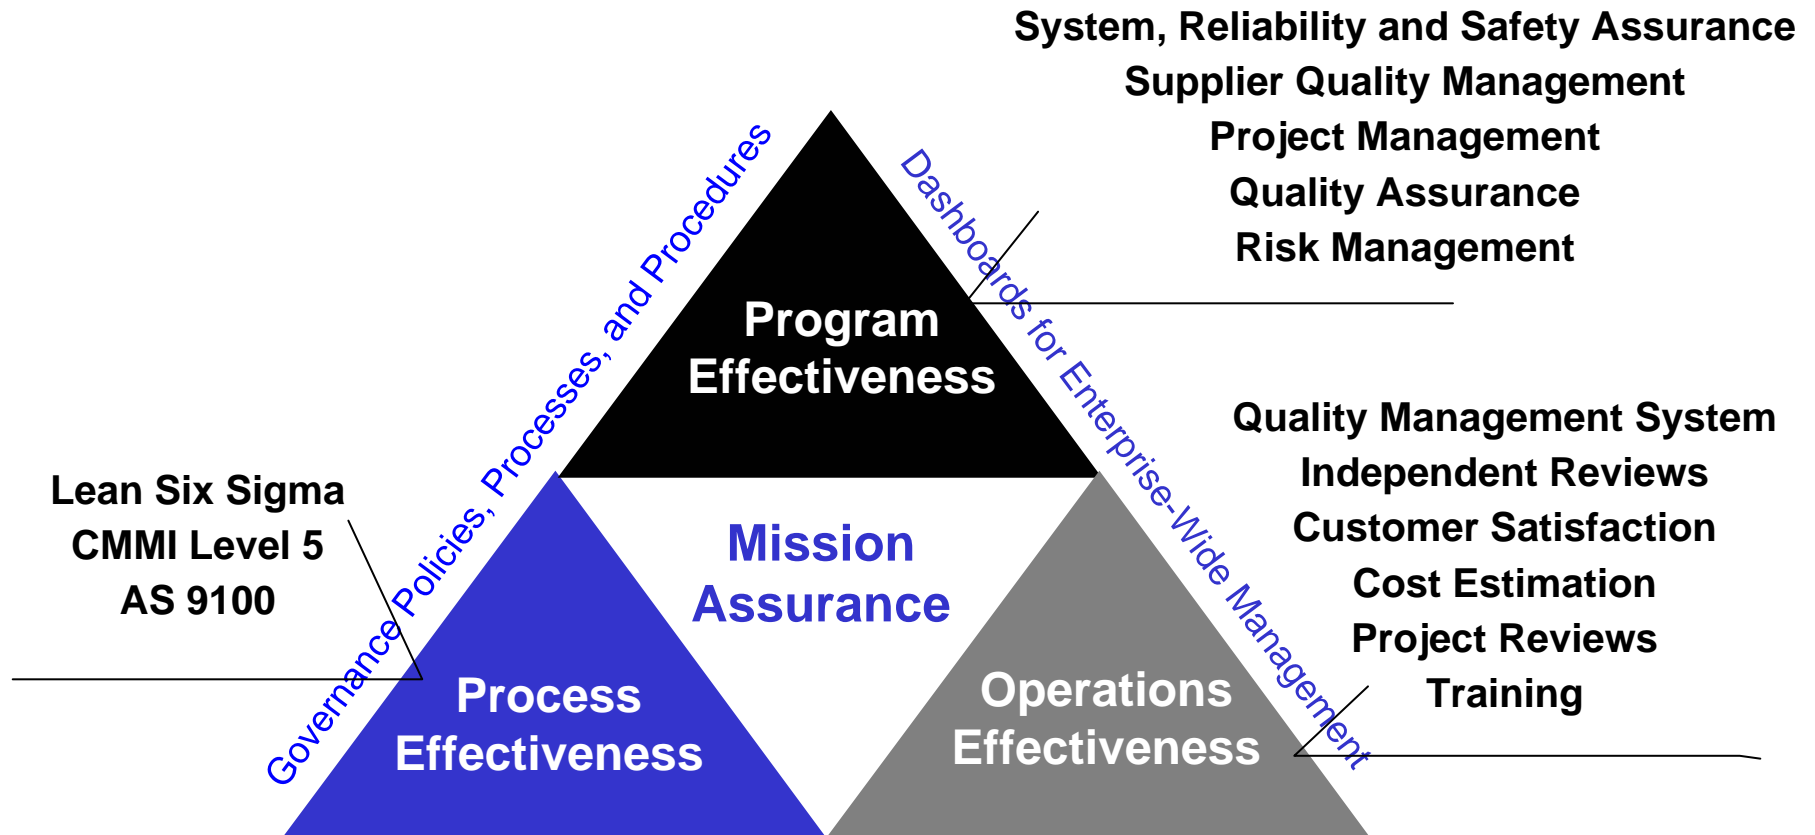 System, Reliability and Safety Assurance
Supplier Quality Management
Project Management
Quality Assurance
Risk Management
Governance Policies, Processes, and Procedures
Dashboards for Enterprise-Wide Management
Program
Effectiveness
Quality Management System
Independent Reviews
Customer Satisfaction
Cost Estimation
Project Reviews
Training
Lean Six Sigma
CMMI Level 5
AS 9100
Mission
Assurance
Process
Effectiveness
Operations
Effectiveness